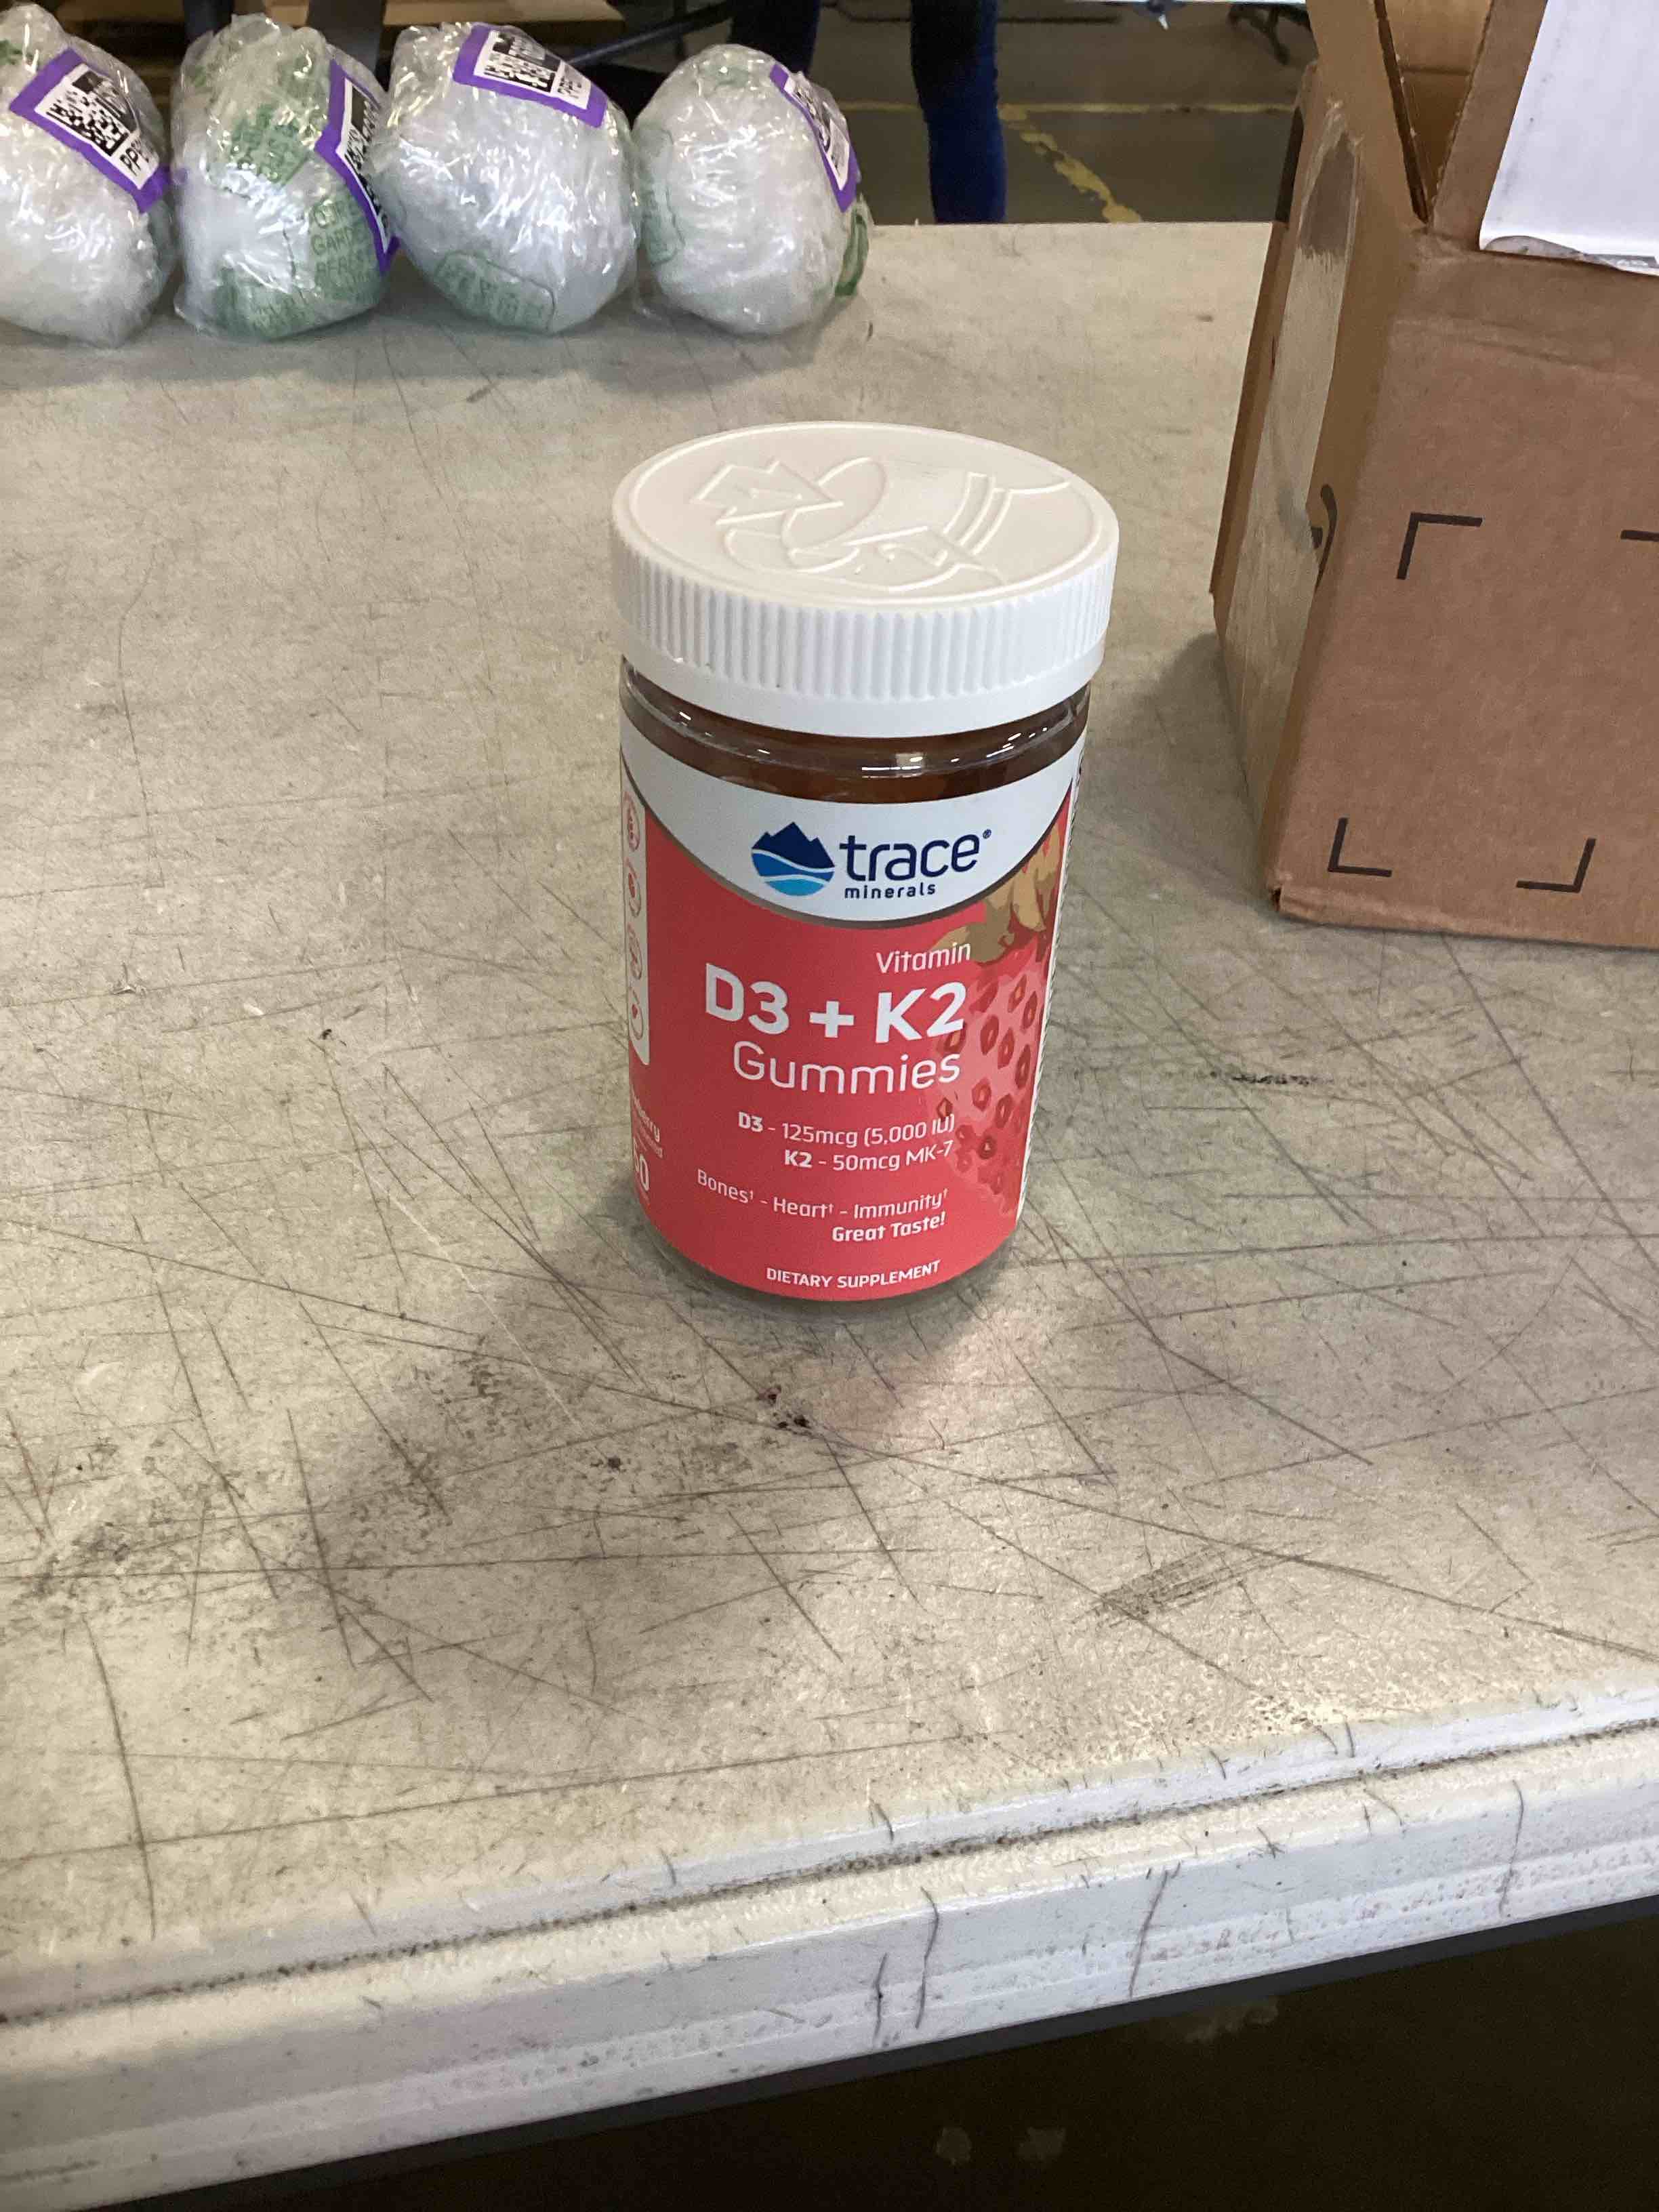 trace®
minerals
Vitamin
D3 + K2
Gummies
D3 - 125mcg (5,000 IU)
K2 - 50mcg MK-7
Bones† - Heart† - Immunity†
Great Taste!
DIETARY SUPPLEMENT